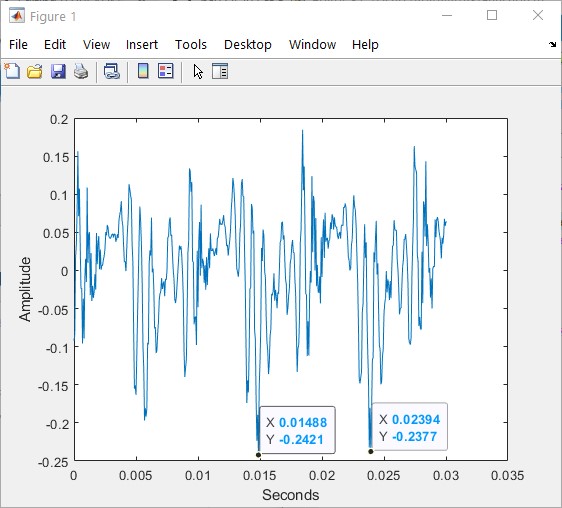 Figure 1
File Edit View Insert Tools Desktop Window Help
0.2
0.15
0.1
0.05
0
-0.05
-0.1
-0.15
-0.2
-0.25
Amplitude
X 0.01488
Y -0.2421
X 0.02394
Y -0.2377
0 0.005 0.01 0.015 0.02 0.025 0.03 0.035
Seconds